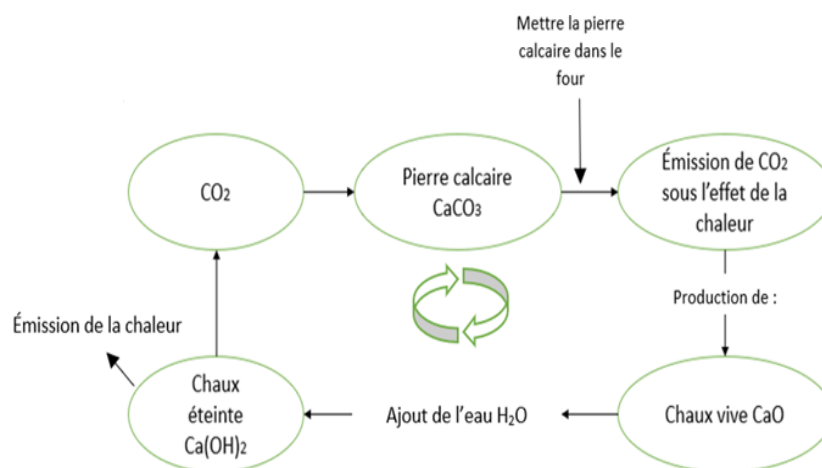 Mettre la pierre
calcaire dans le
four
CO₂
Pierre calcaire
CaCO₃
Émission de CO₂
sous l'effet de la
chaleur
Production de :
Émission de la chaleur
Chaux
éteinte
Ca(OH)₂
Ajout de l'eau H₂O
Chaux vive CaO